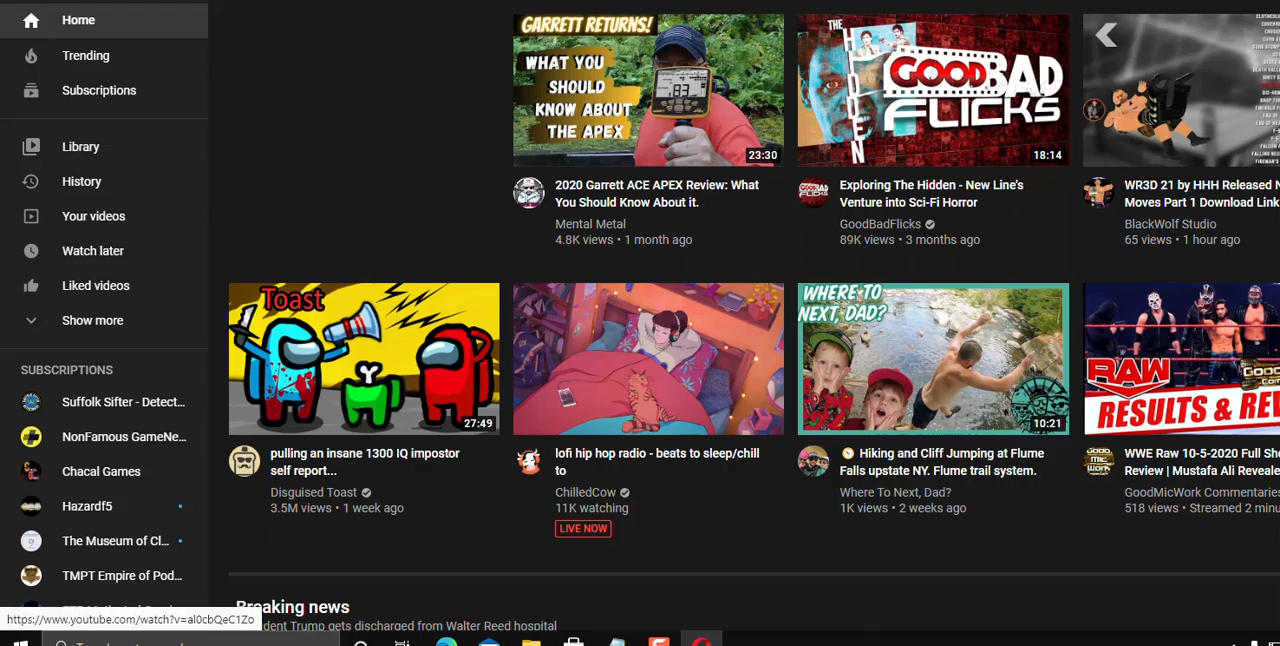 Home
Trending
Subscriptions
Library
History
Your videos
Watch later
Liked videos
Show more
SUBSCRIPTIONS
Suffolk Sifter - Detect...
NonFamous GameNe...
Chacal Games
Hazardf5
The Museum of Cl...
TMPT Empire of Pod...
https://www.youtube.com/watch?v=al0cbQeC1Zo
GARRETT RETURNS!
WHAT YOU
SHOULD
KNOW ABOUT
THE APEX
83
23:30
2020 Garrett ACE APEX Review: What
You Should Know About it.
Mental Metal
4.8K views • 1 month ago
THE
HIDDEN
GOOD BAD
FLICKS
18:14
Exploring The Hidden - New Line's
Venture into Sci-Fi Horror
GoodBadFlicks
89K views • 3 months ago
WR3D 21 by HHH Released N
Moves Part 1 Download Link
BlackWolf Studio
65 views • 1 hour ago
Toast
27:49
pulling an insane 1300 IQ impostor
self report...
Disguised Toast
3.5M views • 1 week ago
lofi hip hop radio - beats to sleep/chill
to
ChilledCow
11K watching
LIVE NOW
WHERE TO
NEXT, DAD?
10:21
Hiking and Cliff Jumping at Flume
Falls upstate NY. Flume trail system.
Where To Next, Dad?
1K views • 2 weeks ago
RAW
RESULTS & RE
WWE Raw 10-5-2020 Full Sho
Review | Mustafa Ali Reveale
GoodMicWork Commentaries
518 views • Streamed 2 minu
Breaking news
dent Trump gets discharged from Walter Reed hospital